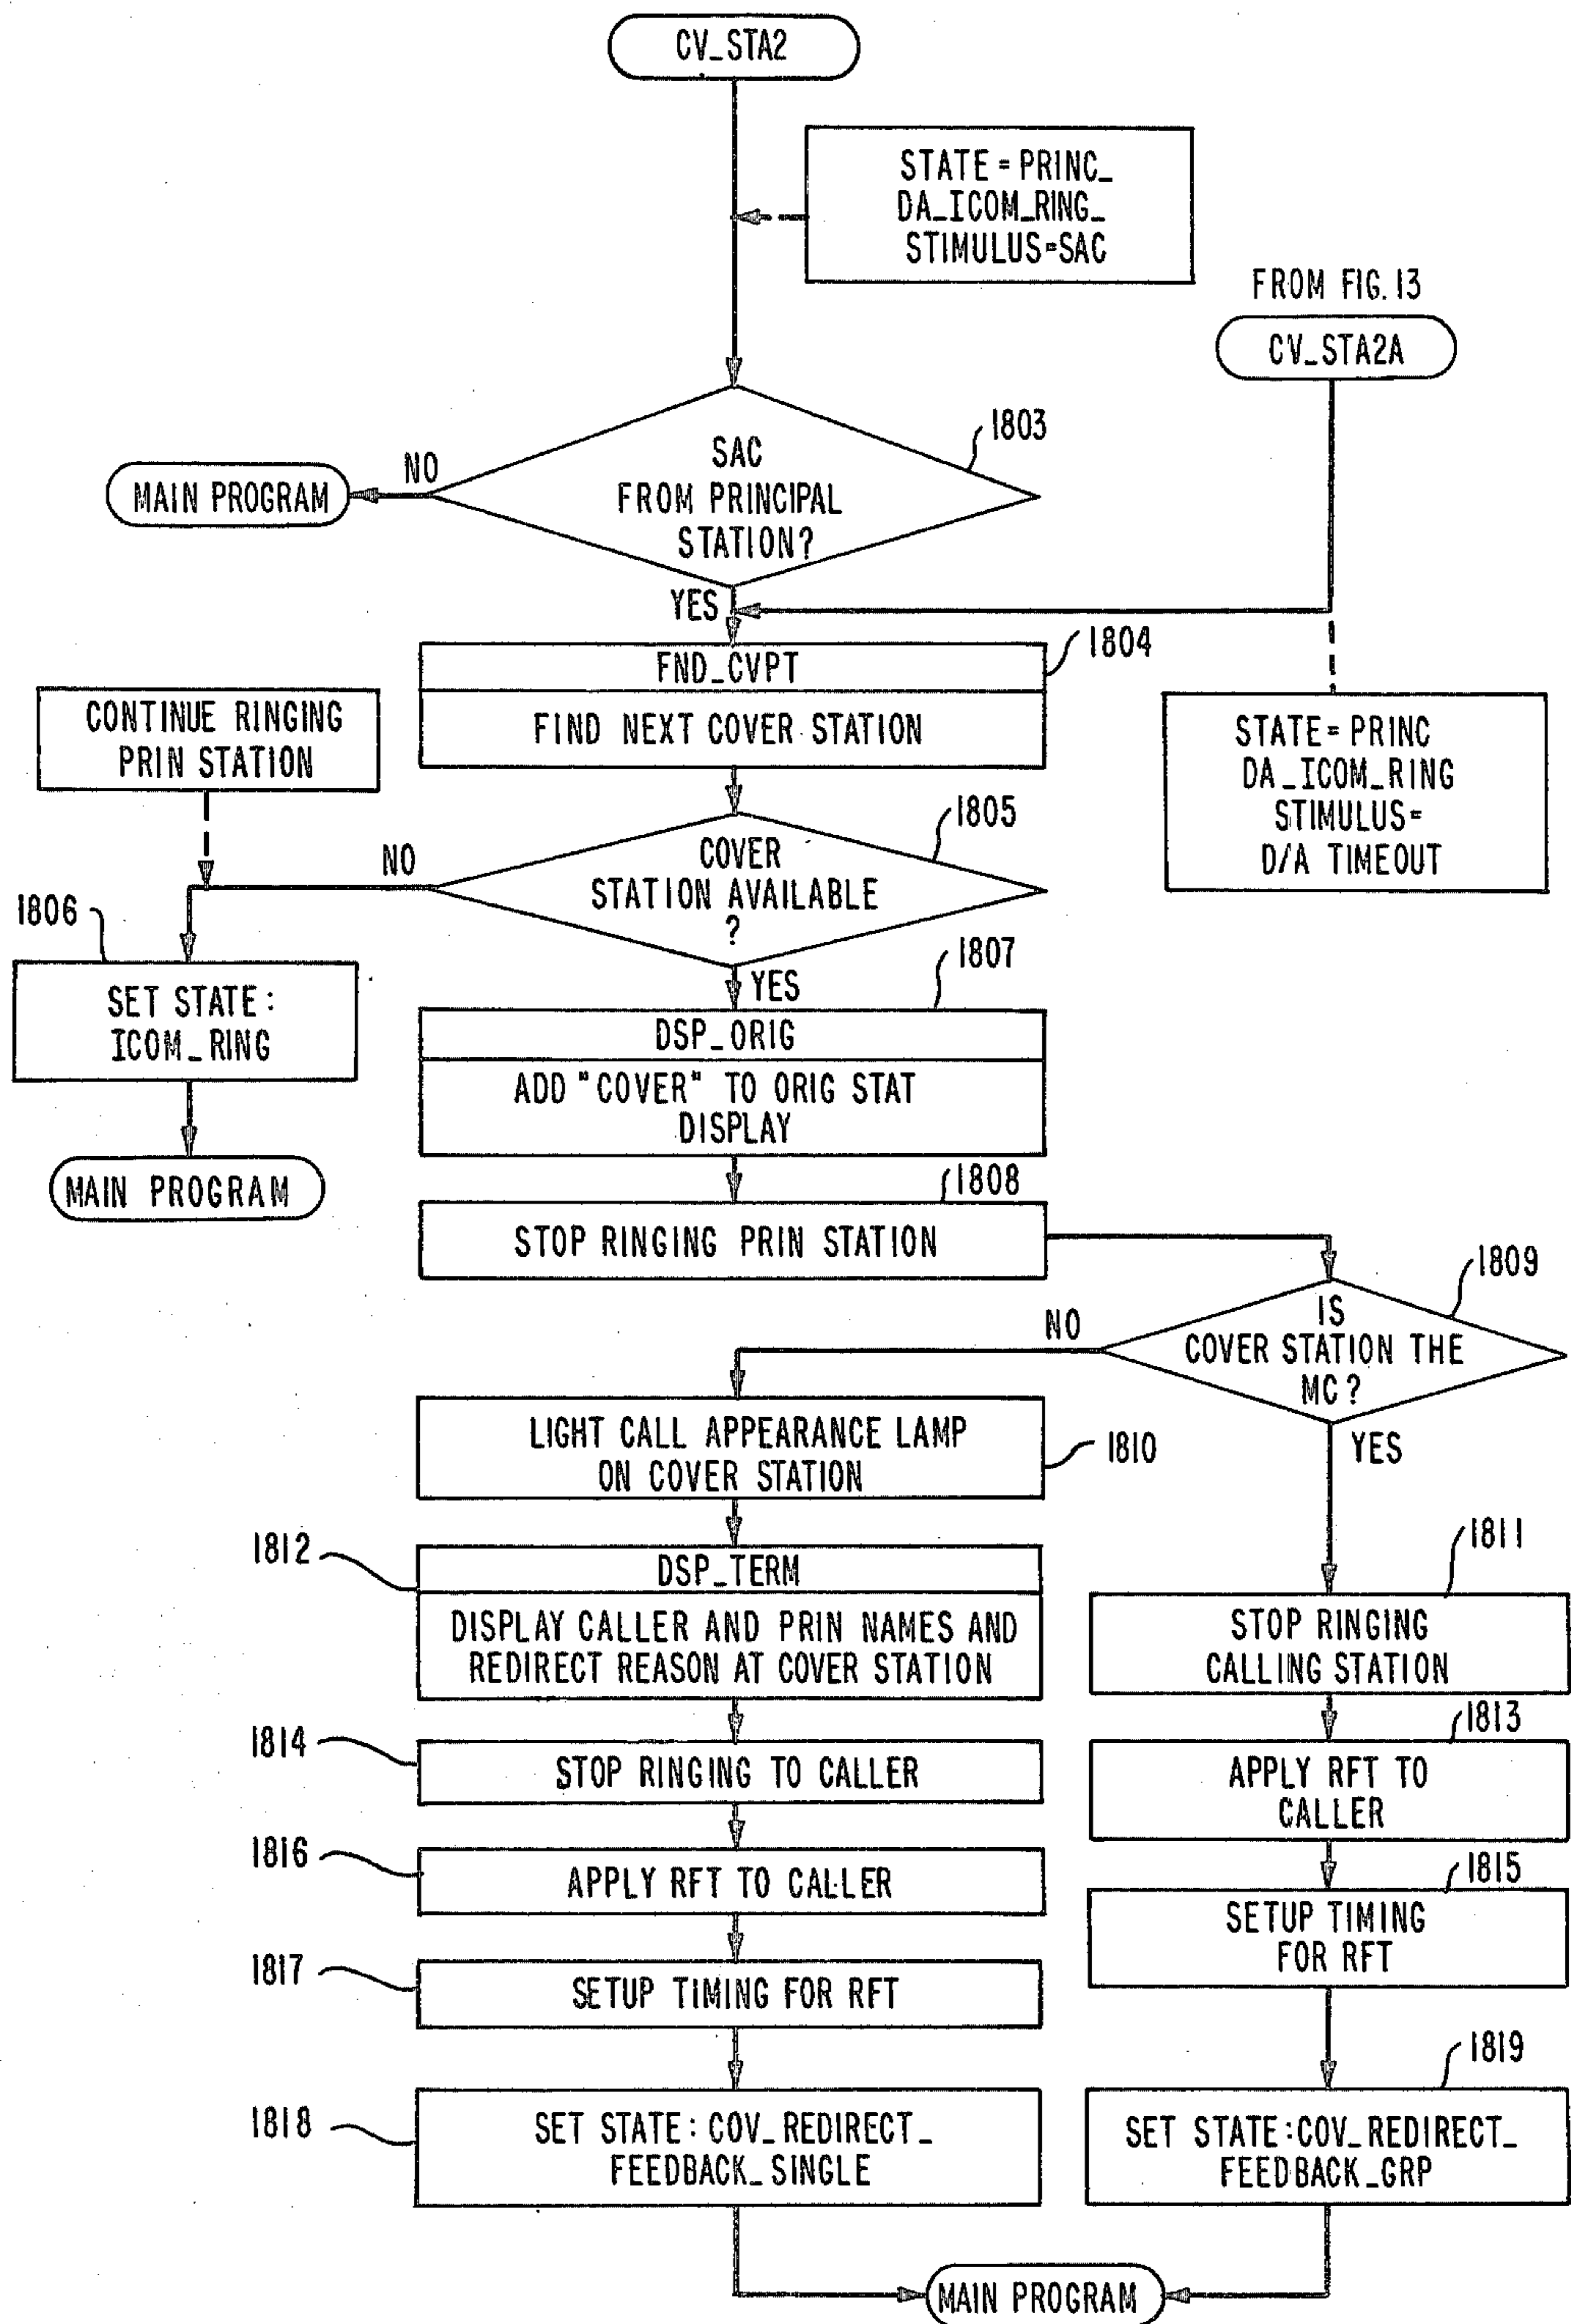 CV_STA2
STATE = PRINC_
DA_ICOM_RING_
STIMULUS=SAC
FROM FIG. 13
CV_STA2A
1803
SAC
FROM PRINCIPAL
STATION?
NO
MAIN PROGRAM
YES
1804
FND_CVPT
FIND NEXT COVER STATION
CONTINUE RINGING
PRIN STATION
STATE= PRINC
DA_ICOM_RING
STIMULUS=
D/A TIMEOUT
1805
COVER
STATION AVAILABLE
?
NO
1806
SET STATE:
ICOM_RING
MAIN PROGRAM
YES
1807
DSP_ORIG
ADD "COVER" TO ORIG STAT
DISPLAY
1808
STOP RINGING PRIN STATION
1809
IS
COVER STATION THE
MC?
NO
YES
LIGHT CALL APPEARANCE LAMP
ON COVER STATION
1810
1812
DSP_TERM
DISPLAY CALLER AND PRIN NAMES AND
REDIRECT REASON AT COVER STATION
1811
STOP RINGING
CALLING STATION
1814
STOP RINGING TO CALLER
1813
APPLY RFT TO
CALLER
1816
APPLY RFT TO CALLER
1815
SETUP TIMING
FOR RFT
1817
SETUP TIMING FOR RFT
1818
SET STATE: COV_REDIRECT_
FEEDBACK_SINGLE
1819
SET STATE:COV_REDIRECT_
FEEDBACK_GRP
MAIN PROGRAM